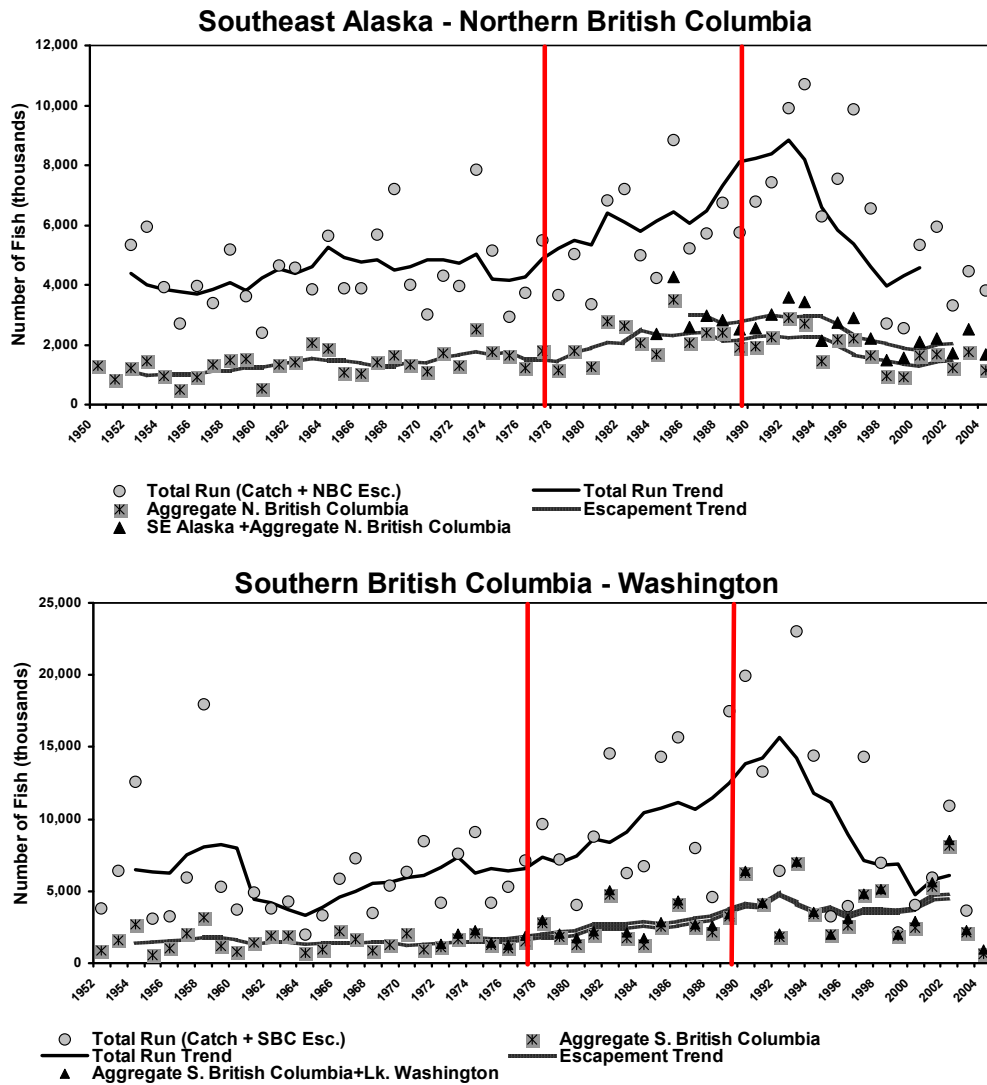 Southeast Alaska - Northern British Columbia
Number of Fish (thousands)
12,000
10,000
8,000
6,000
4,000
2,000
0
1950 1952 1954 1956 1958 1960 1962 1964 1966 1968 1970 1972 1974 1976 1978 1980 1982 1984 1986 1988 1990 1992 1994 1996 1998 2000 2002 2004
Total Run (Catch + NBC Esc.) Total Run Trend
Aggregate N. British Columbia Escapement Trend
SE Alaska +Aggregate N. British Columbia
Southern British Columbia - Washington
Number of Fish (thousands)
25,000
20,000
15,000
10,000
5,000
0
1952 1954 1956 1958 1960 1962 1964 1966 1968 1970 1972 1974 1976 1978 1980 1982 1984 1986 1988 1990 1992 1994 1996 1998 2000 2002 2004
Total Run (Catch + SBC Esc.) Aggregate S. British Columbia
Total Run Trend Escapement Trend
Aggregate S. British Columbia+Lk. Washington